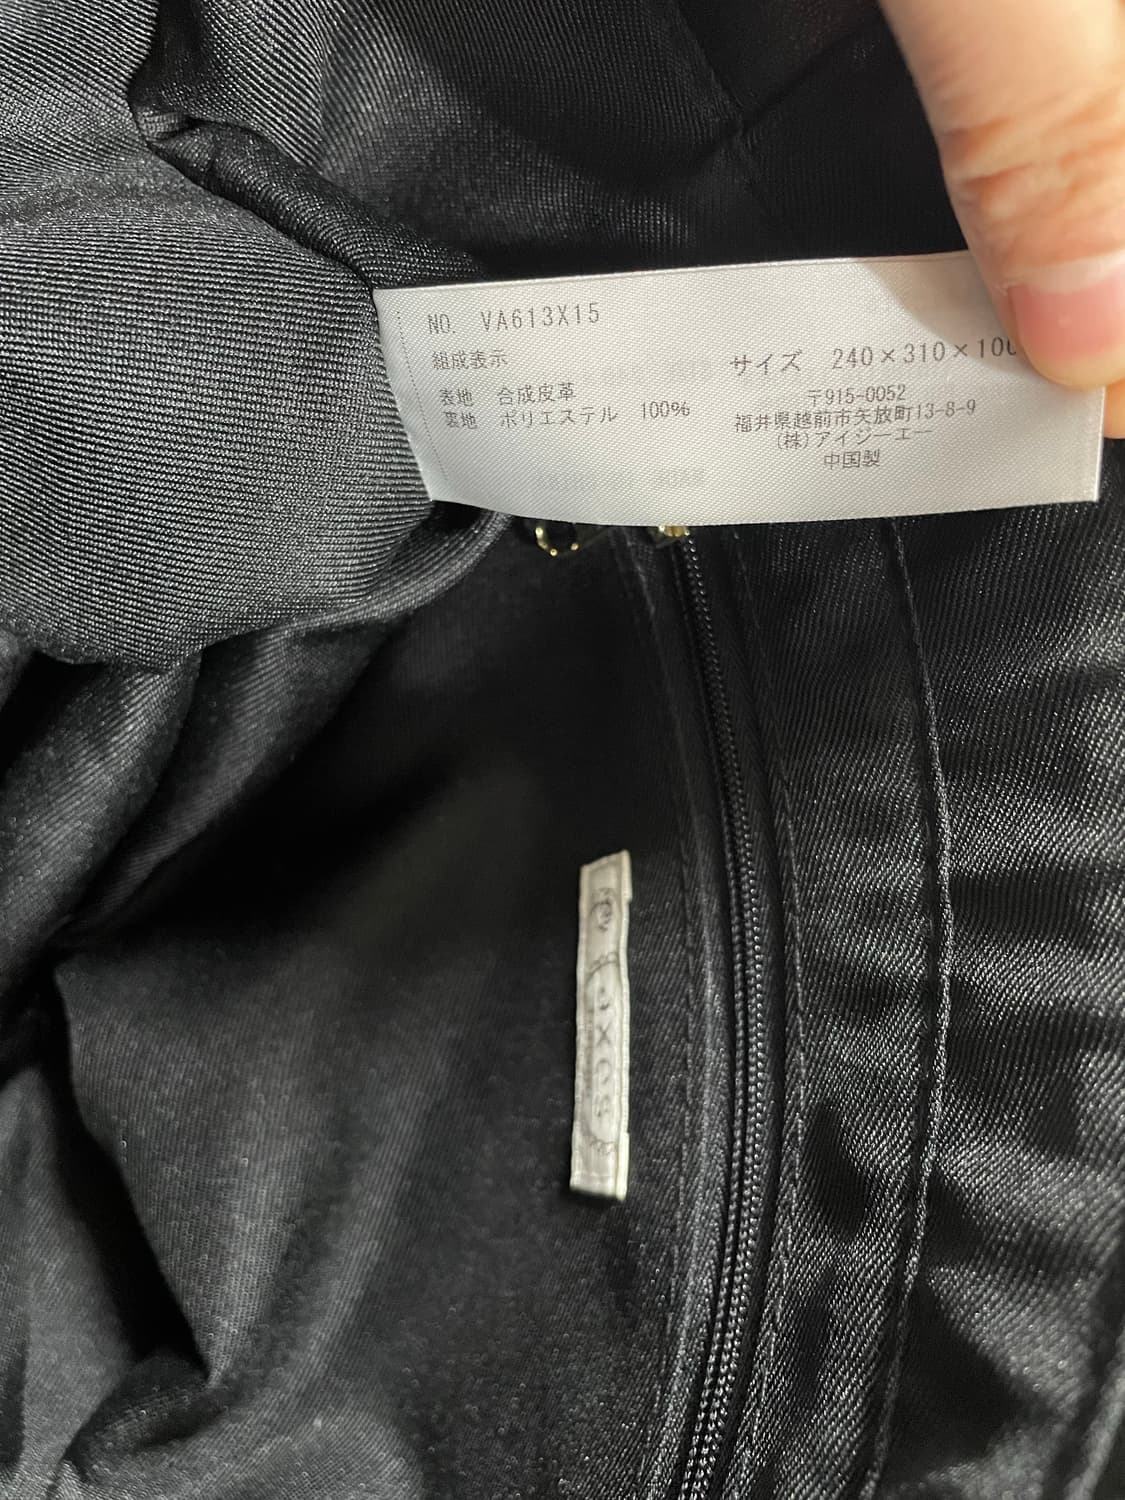 NO. VA613X15
組成表示
表地 合成皮革
裏地 ポリエステル 100%
サイズ 240×310×100
〒915-0052
福井県越前市矢放町13-8-9
(株)アイジーエー
中国製
axes